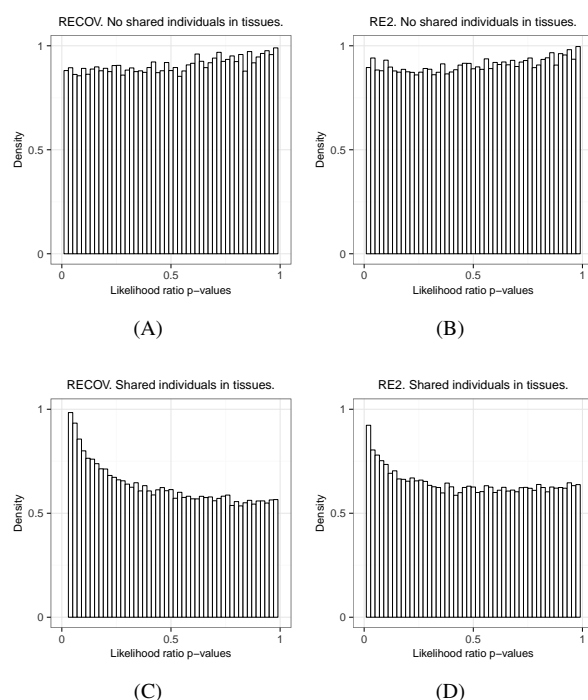 RECOV. No shared individuals in tissues.
1
0.5
0
Density
0
0.5
1
Likelihood ratio p−values
(A)
RE2. No shared individuals in tissues.
1
0.5
0
Density
0
0.5
1
Likelihood ratio p−values
(B)
RECOV. Shared individuals in tissues.
1
0.5
0
Density
0
0.5
1
Likelihood ratio p−values
(C)
RE2. Shared individuals in tissues.
1
0.5
0
Density
0
0.5
1
Likelihood ratio p−values
(D)